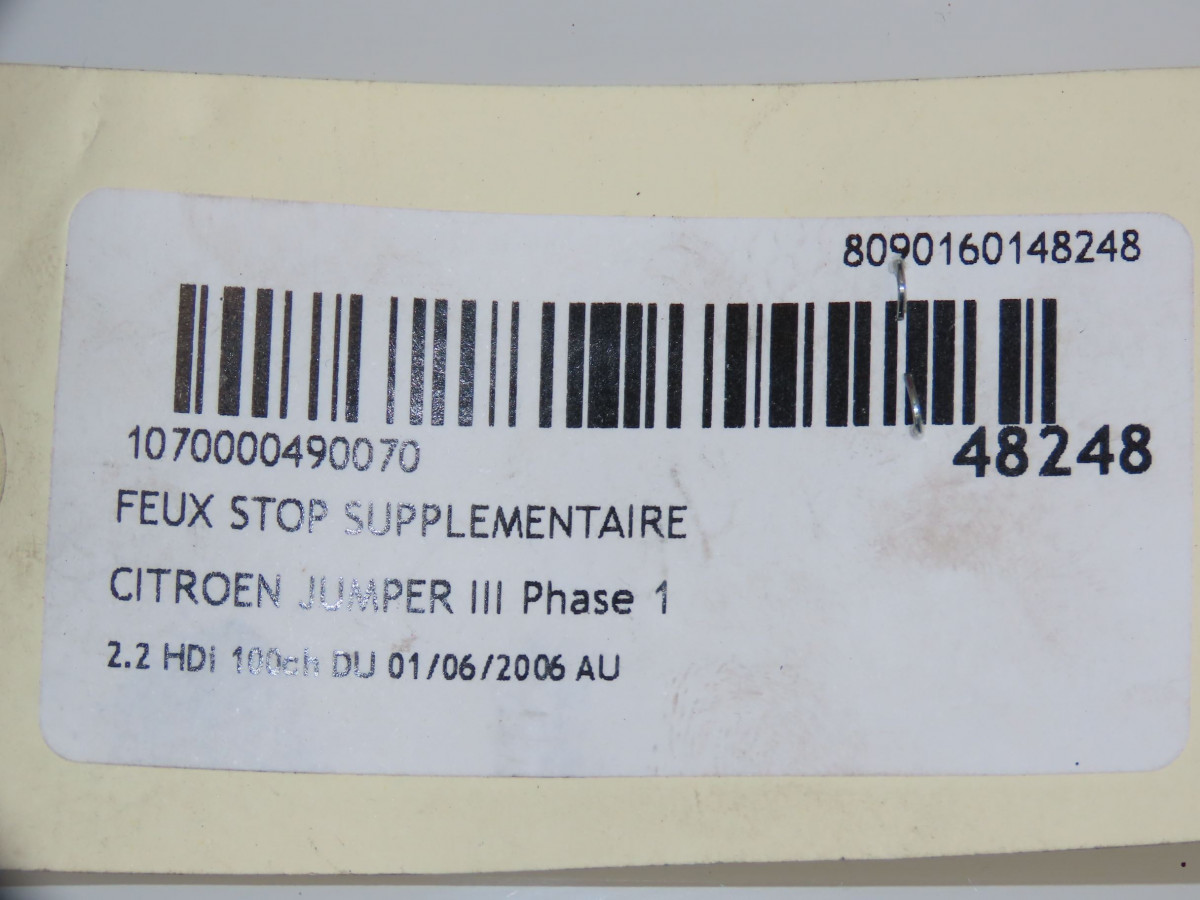 8090160148248
1070000490070
48248
FEUX STOP SUPPLEMENTAIRE
CITROEN JUMPER III Phase 1
2.2 HDi 100ch DU 01/06/2006 AU